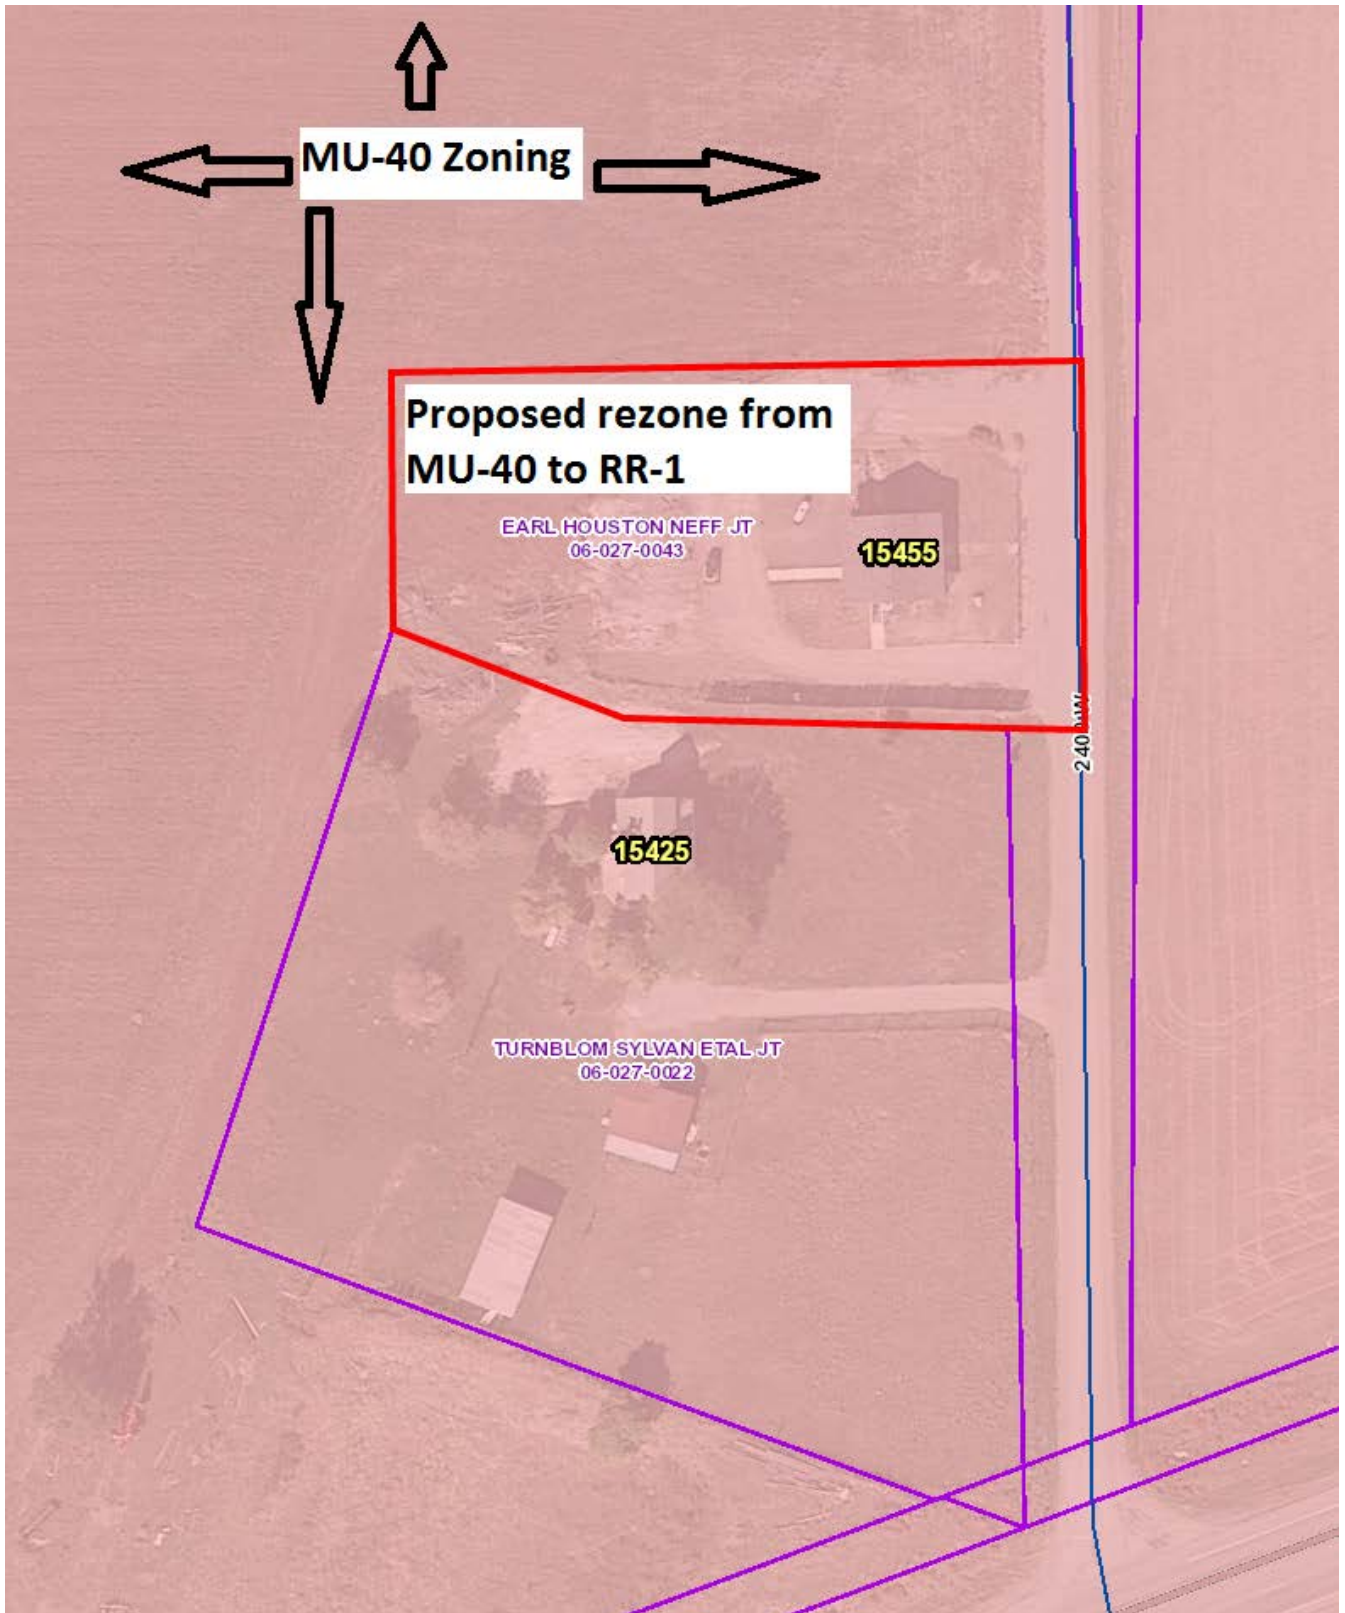 MU-40 Zoning
Proposed rezone from
MU-40 to RR-1
EARL HOUSTON NEFF JT
06-027-0043
15455
15425
TURNBLOM SYLVAN ETAL JT
06-027-0022